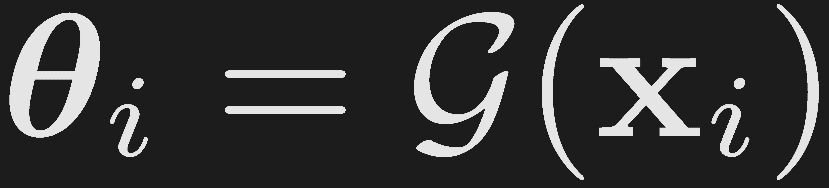 𝜽ᵢ = 𝒢(𝐱ᵢ)